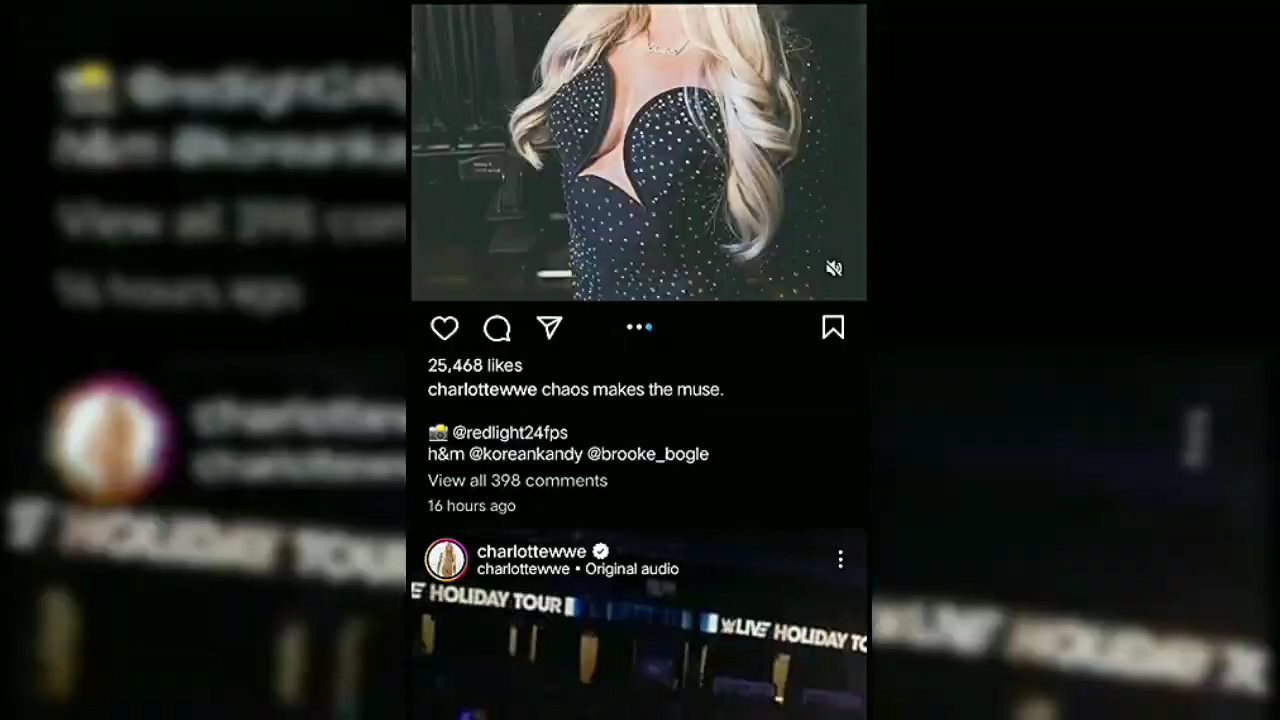 25,468 likes
charlottewwe chaos makes the muse.
📸 @redlight24fps
h&m @koreankandy @brooke_bogle
View all 398 comments
16 hours ago
charlottewwe
charlottewwe • Original audio
HOLIDAY TOUR
LIVE HOLIDAY